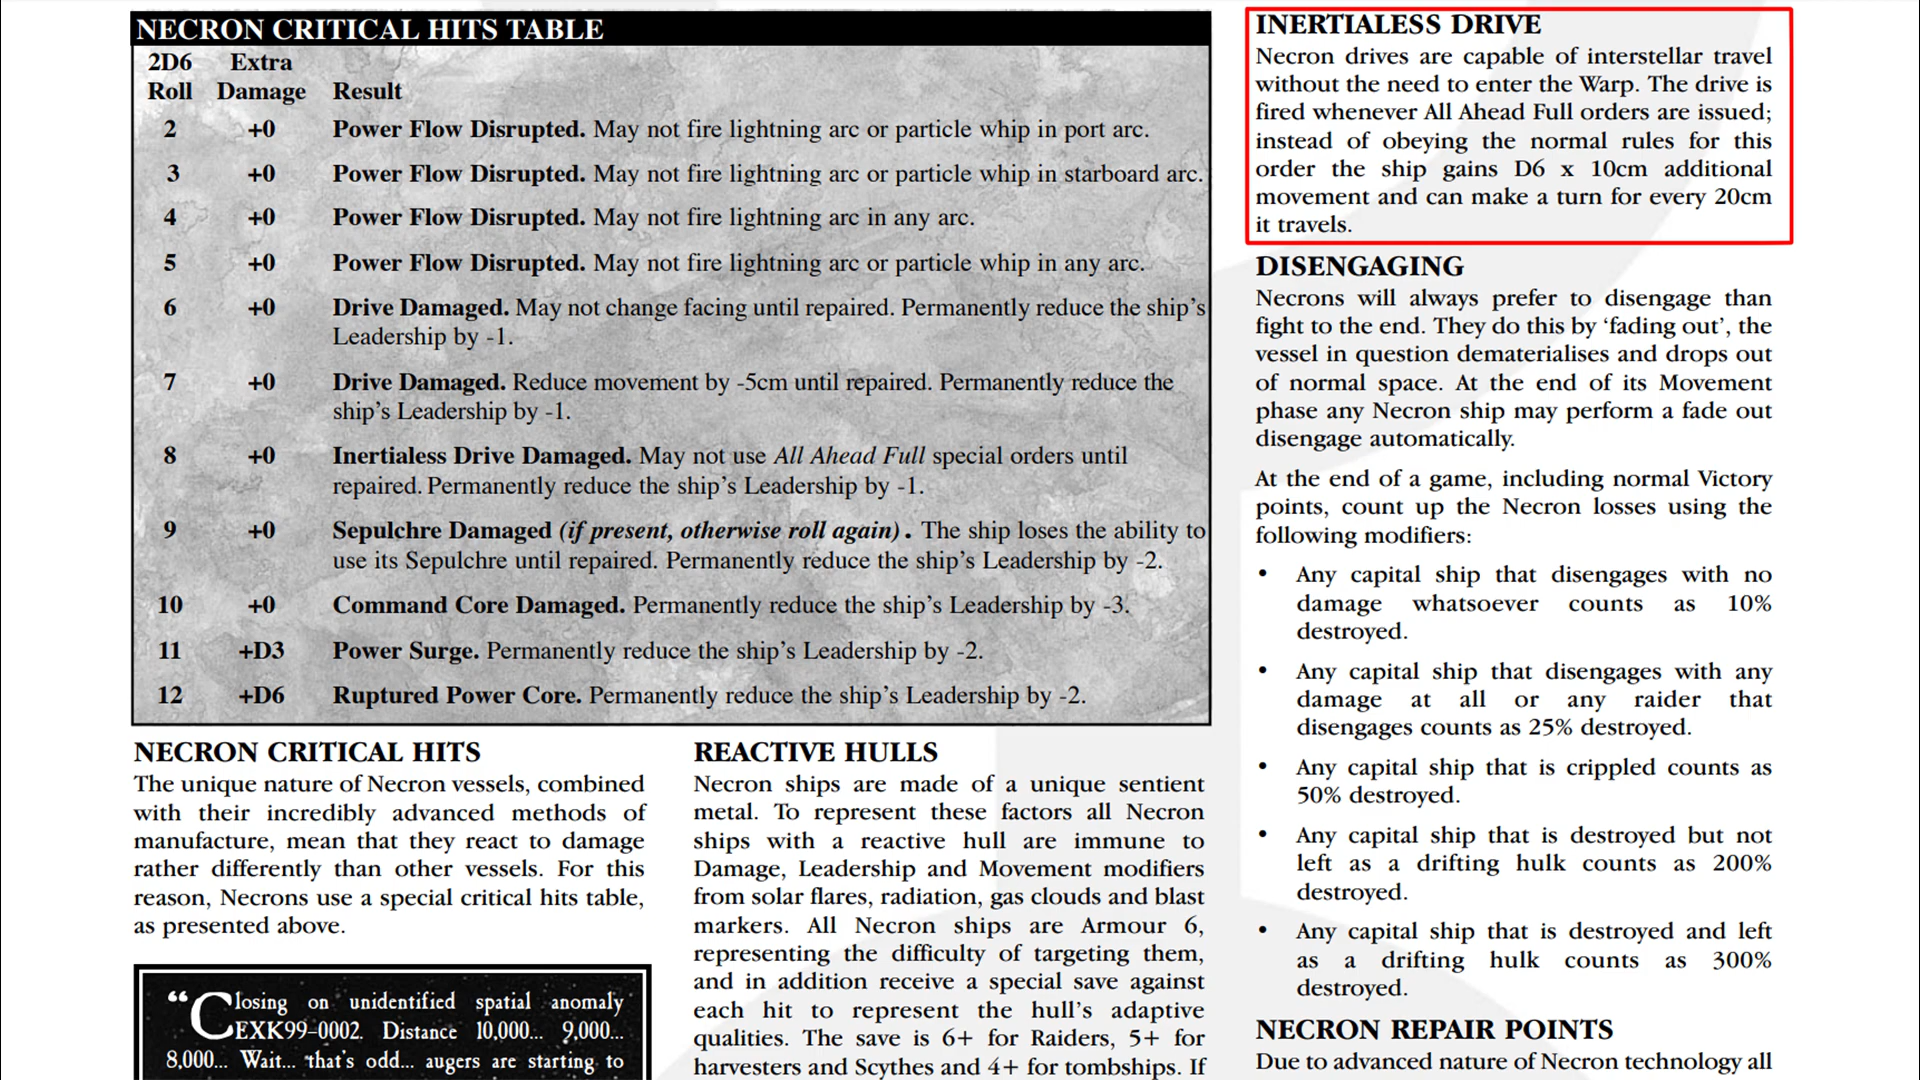 NECRON CRITICAL HITS TABLE
2D6 Extra
Roll Damage Result
2 +0 Power Flow Disrupted. May not fire lightning arc or particle whip in port arc.
3 +0 Power Flow Disrupted. May not fire lightning arc or particle whip in starboard arc.
4 +0 Power Flow Disrupted. May not fire lightning arc in any arc.
5 +0 Power Flow Disrupted. May not fire lightning arc or particle whip in any arc.
6 +0 Drive Damaged. May not change facing until repaired. Permanently reduce the ship's
Leadership by -1.
7 +0 Drive Damaged. Reduce movement by -5cm until repaired. Permanently reduce the
ship's Leadership by -1.
8 +0 Inertialess Drive Damaged. May not use All Ahead Full special orders until
repaired. Permanently reduce the ship's Leadership by -1.
9 +0 Sepulchre Damaged (if present, otherwise roll again). The ship loses the ability to
use its Sepulchre until repaired. Permanently reduce the ship's Leadership by -2.
10 +0 Command Core Damaged. Permanently reduce the ship's Leadership by -3.
11 +D3 Power Surge. Permanently reduce the ship's Leadership by -2.
12 +D6 Ruptured Power Core. Permanently reduce the ship's Leadership by -2.
NECRON CRITICAL HITS
The unique nature of Necron vessels, combined
with their incredibly advanced methods of
manufacture, mean that they react to damage
rather differently than other vessels. For this
reason, Necrons use a special critical hits table,
as presented above.
“Closing on unidentified spatial anomaly
EXK99-0002. Distance 10,000... 9,000...
8,000... Wait... that's odd... augers are starting to
REACTIVE HULLS
Necron ships are made of a unique sentient
metal. To represent these factors all Necron
ships with a reactive hull are immune to
Damage, Leadership and Movement modifiers
from solar flares, radiation, gas clouds and blast
markers. All Necron ships are Armour 6,
representing the difficulty of targeting them,
and in addition receive a special save against
each hit to represent the hull's adaptive
qualities. The save is 6+ for Raiders, 5+ for
harvesters and Scythes and 4+ for tombships. If
INERTIALESS DRIVE
Necron drives are capable of interstellar travel
without the need to enter the Warp. The drive is
fired whenever All Ahead Full orders are issued;
instead of obeying the normal rules for this
order the ship gains D6 x 10cm additional
movement and can make a turn for every 20cm
it travels.
DISENGAGING
Necrons will always prefer to disengage than
fight to the end. They do this by ‘fading out’, the
vessel in question dematerialises and drops out
of normal space. At the end of its Movement
phase any Necron ship may perform a fade out
disengage automatically.
At the end of a game, including normal Victory
points, count up the Necron losses using the
following modifiers:
• Any capital ship that disengages with no
damage whatsoever counts as 10%
destroyed.
• Any capital ship that disengages with any
damage at all or any raider that
disengages counts as 25% destroyed.
• Any capital ship that is crippled counts as
50% destroyed.
• Any capital ship that is destroyed but not
left as a drifting hulk counts as 200%
destroyed.
• Any capital ship that is destroyed and left
as a drifting hulk counts as 300%
destroyed.
NECRON REPAIR POINTS
Due to advanced nature of Necron technology all